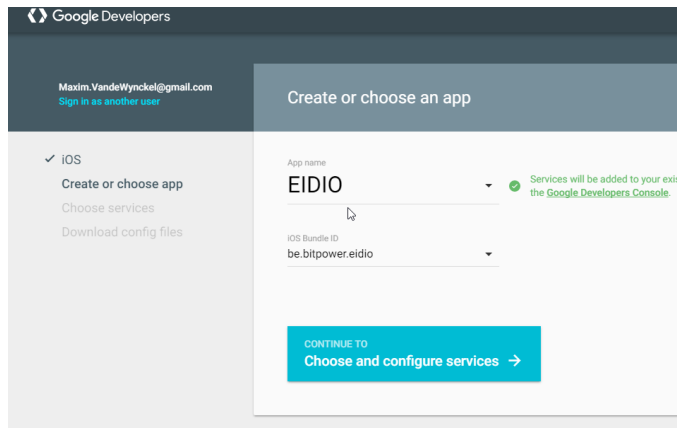 Google Developers
Maxim.VandeWynckel@gmail.com
Sign in as another user
Create or choose an app
iOS
Create or choose app
Choose services
Download config files
App name
EIDIO
Services will be added to your exis
the Google Developers Console.
iOS Bundle ID
be.bitpower.eidio
CONTINUE TO
Choose and configure services